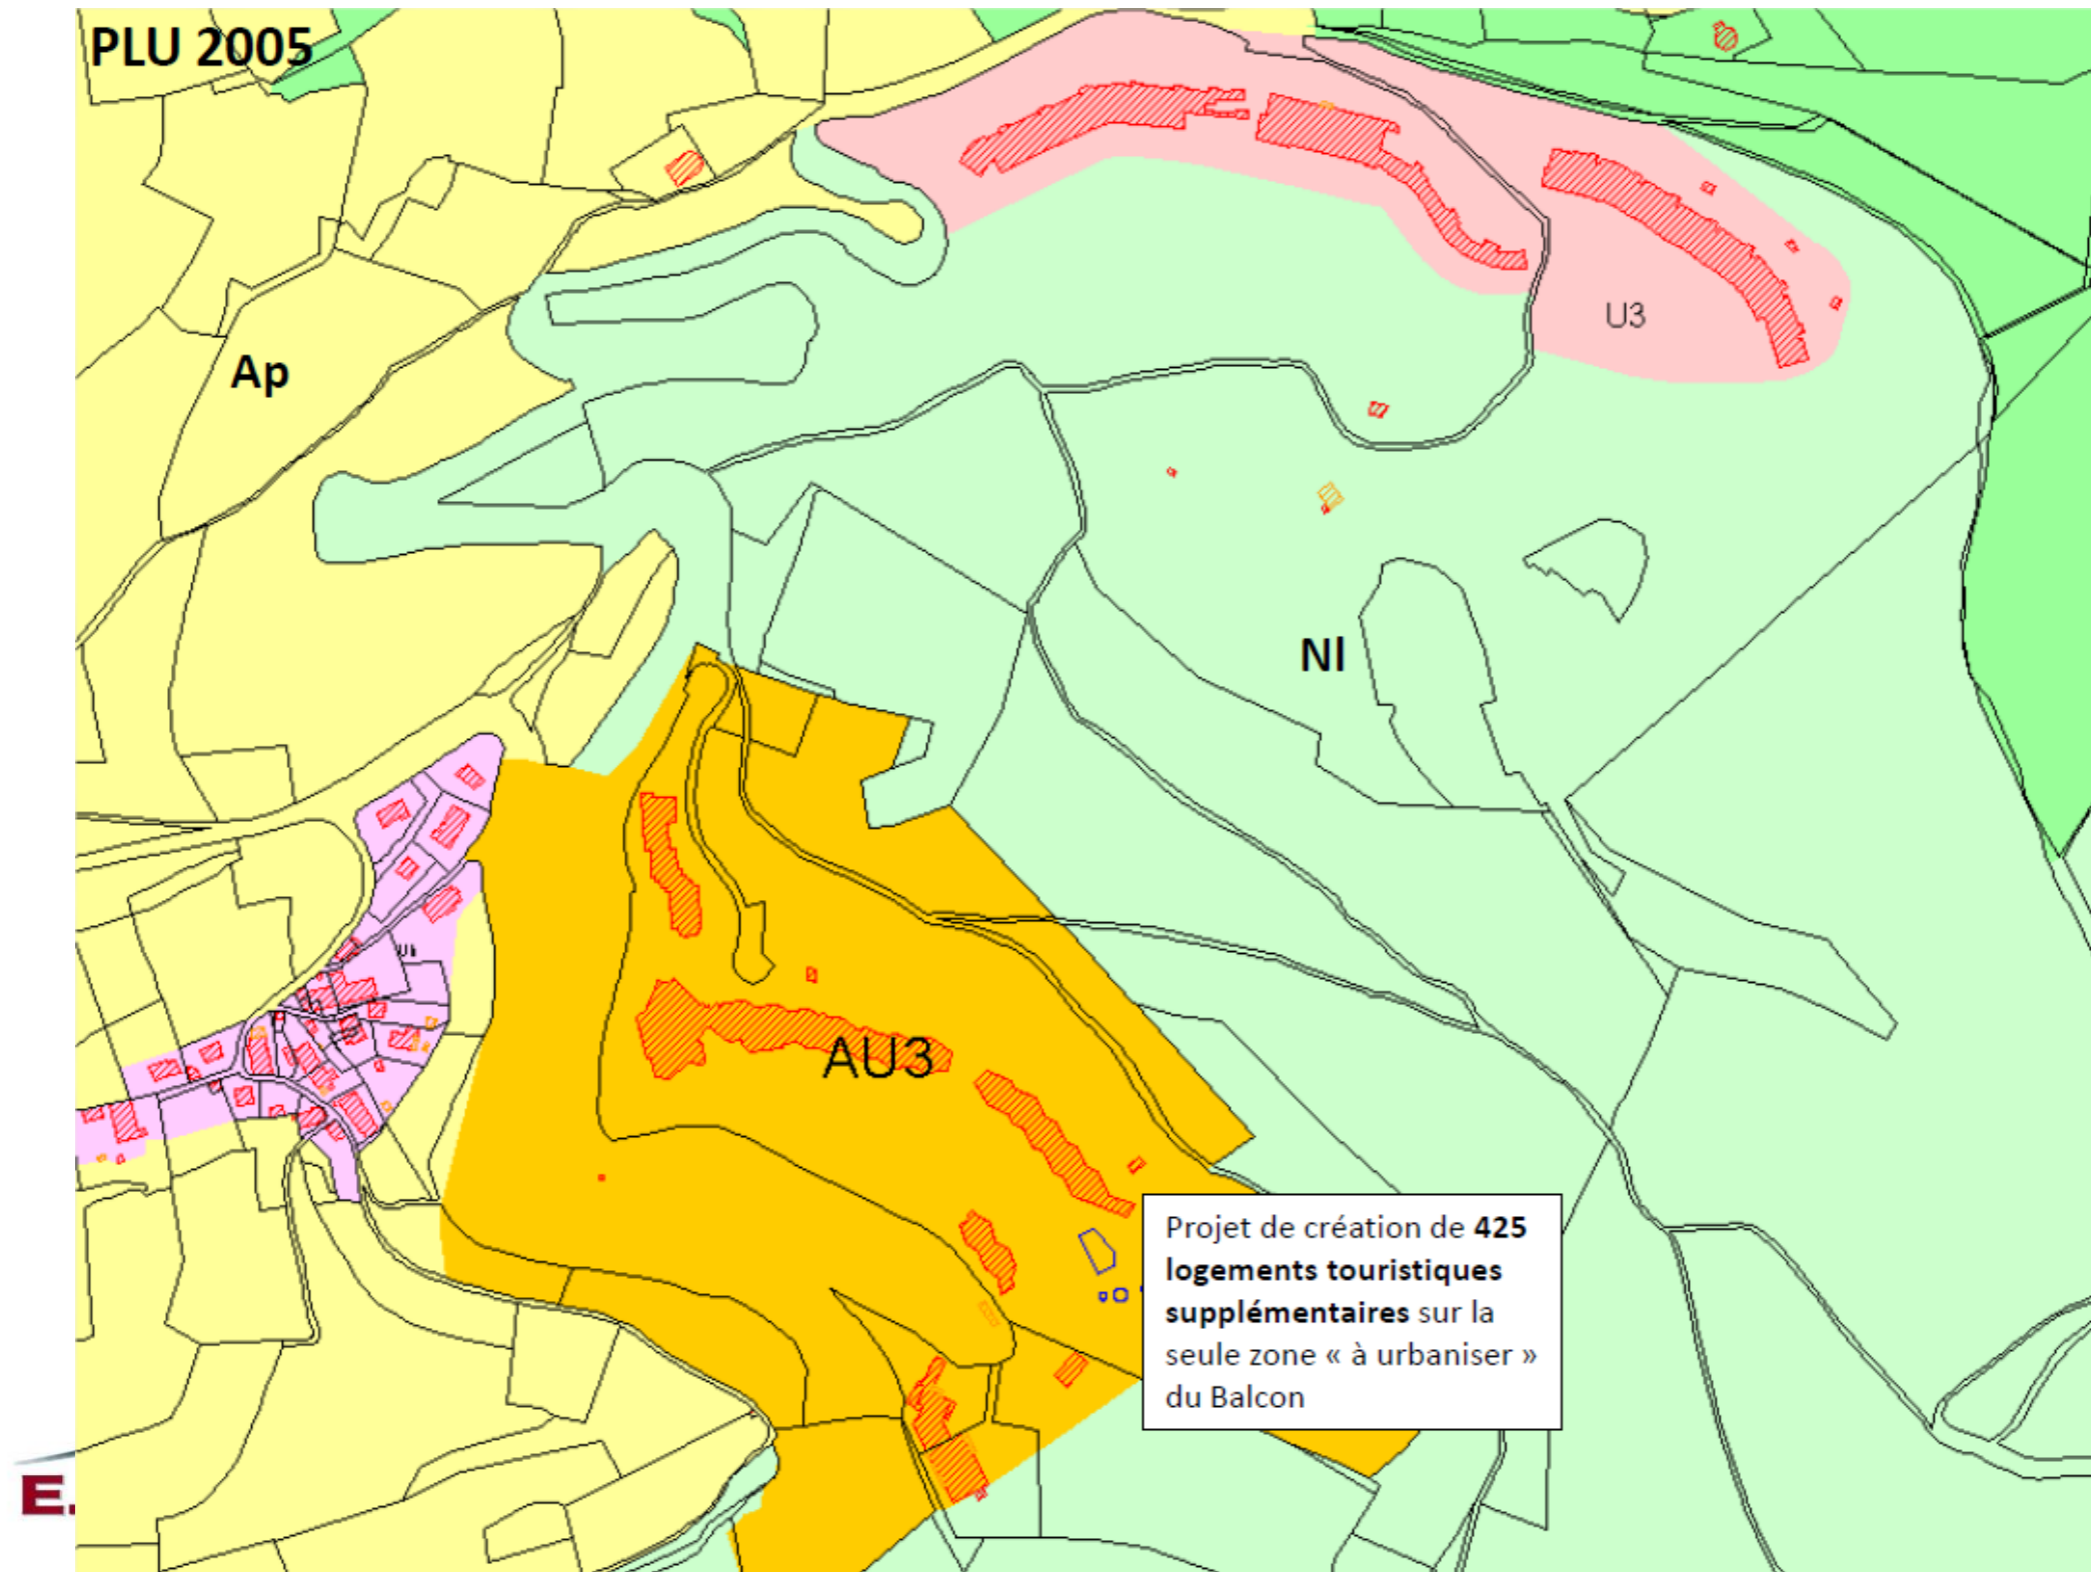 PLU 2005
U3
Ap
Nl
AU3
Projet de création de 425
logements touristiques
supplémentaires sur la
seule zone « à urbaniser »
du Balcon
E.